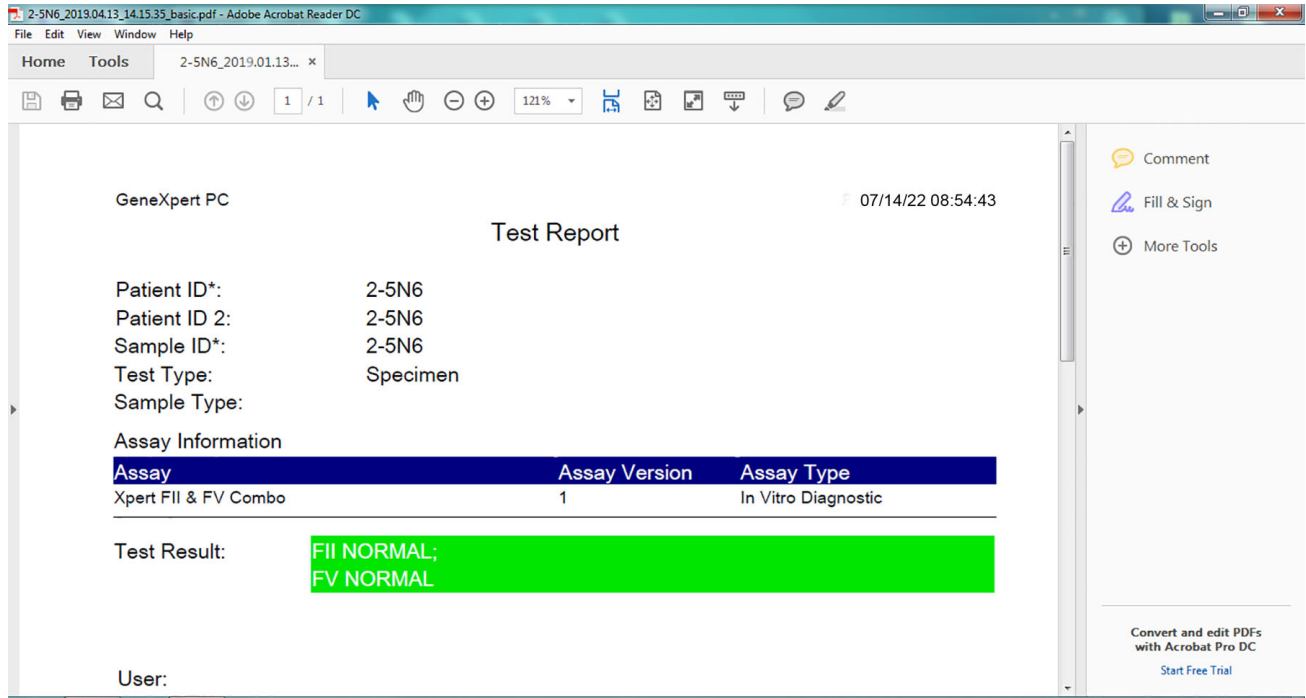 2-5N6_2019.04.13_14.15.35_basic.pdf - Adobe Acrobat Reader DC
File Edit View Window Help
Home Tools 2-5N6_2019.01.13... ×
1 / 1 121%
Comment
GeneXpert PC 07/14/22 08:54:43
Fill & Sign
Test Report
More Tools
Patient ID*: 2-5N6
Patient ID 2: 2-5N6
Sample ID*: 2-5N6
Test Type: Specimen
Sample Type:
Assay Information
Assay Assay Version Assay Type
Xpert FII & FV Combo 1 In Vitro Diagnostic
Test Result: FII NORMAL;
FV NORMAL
Convert and edit PDFs
with Acrobat Pro DC
Start Free Trial
User: